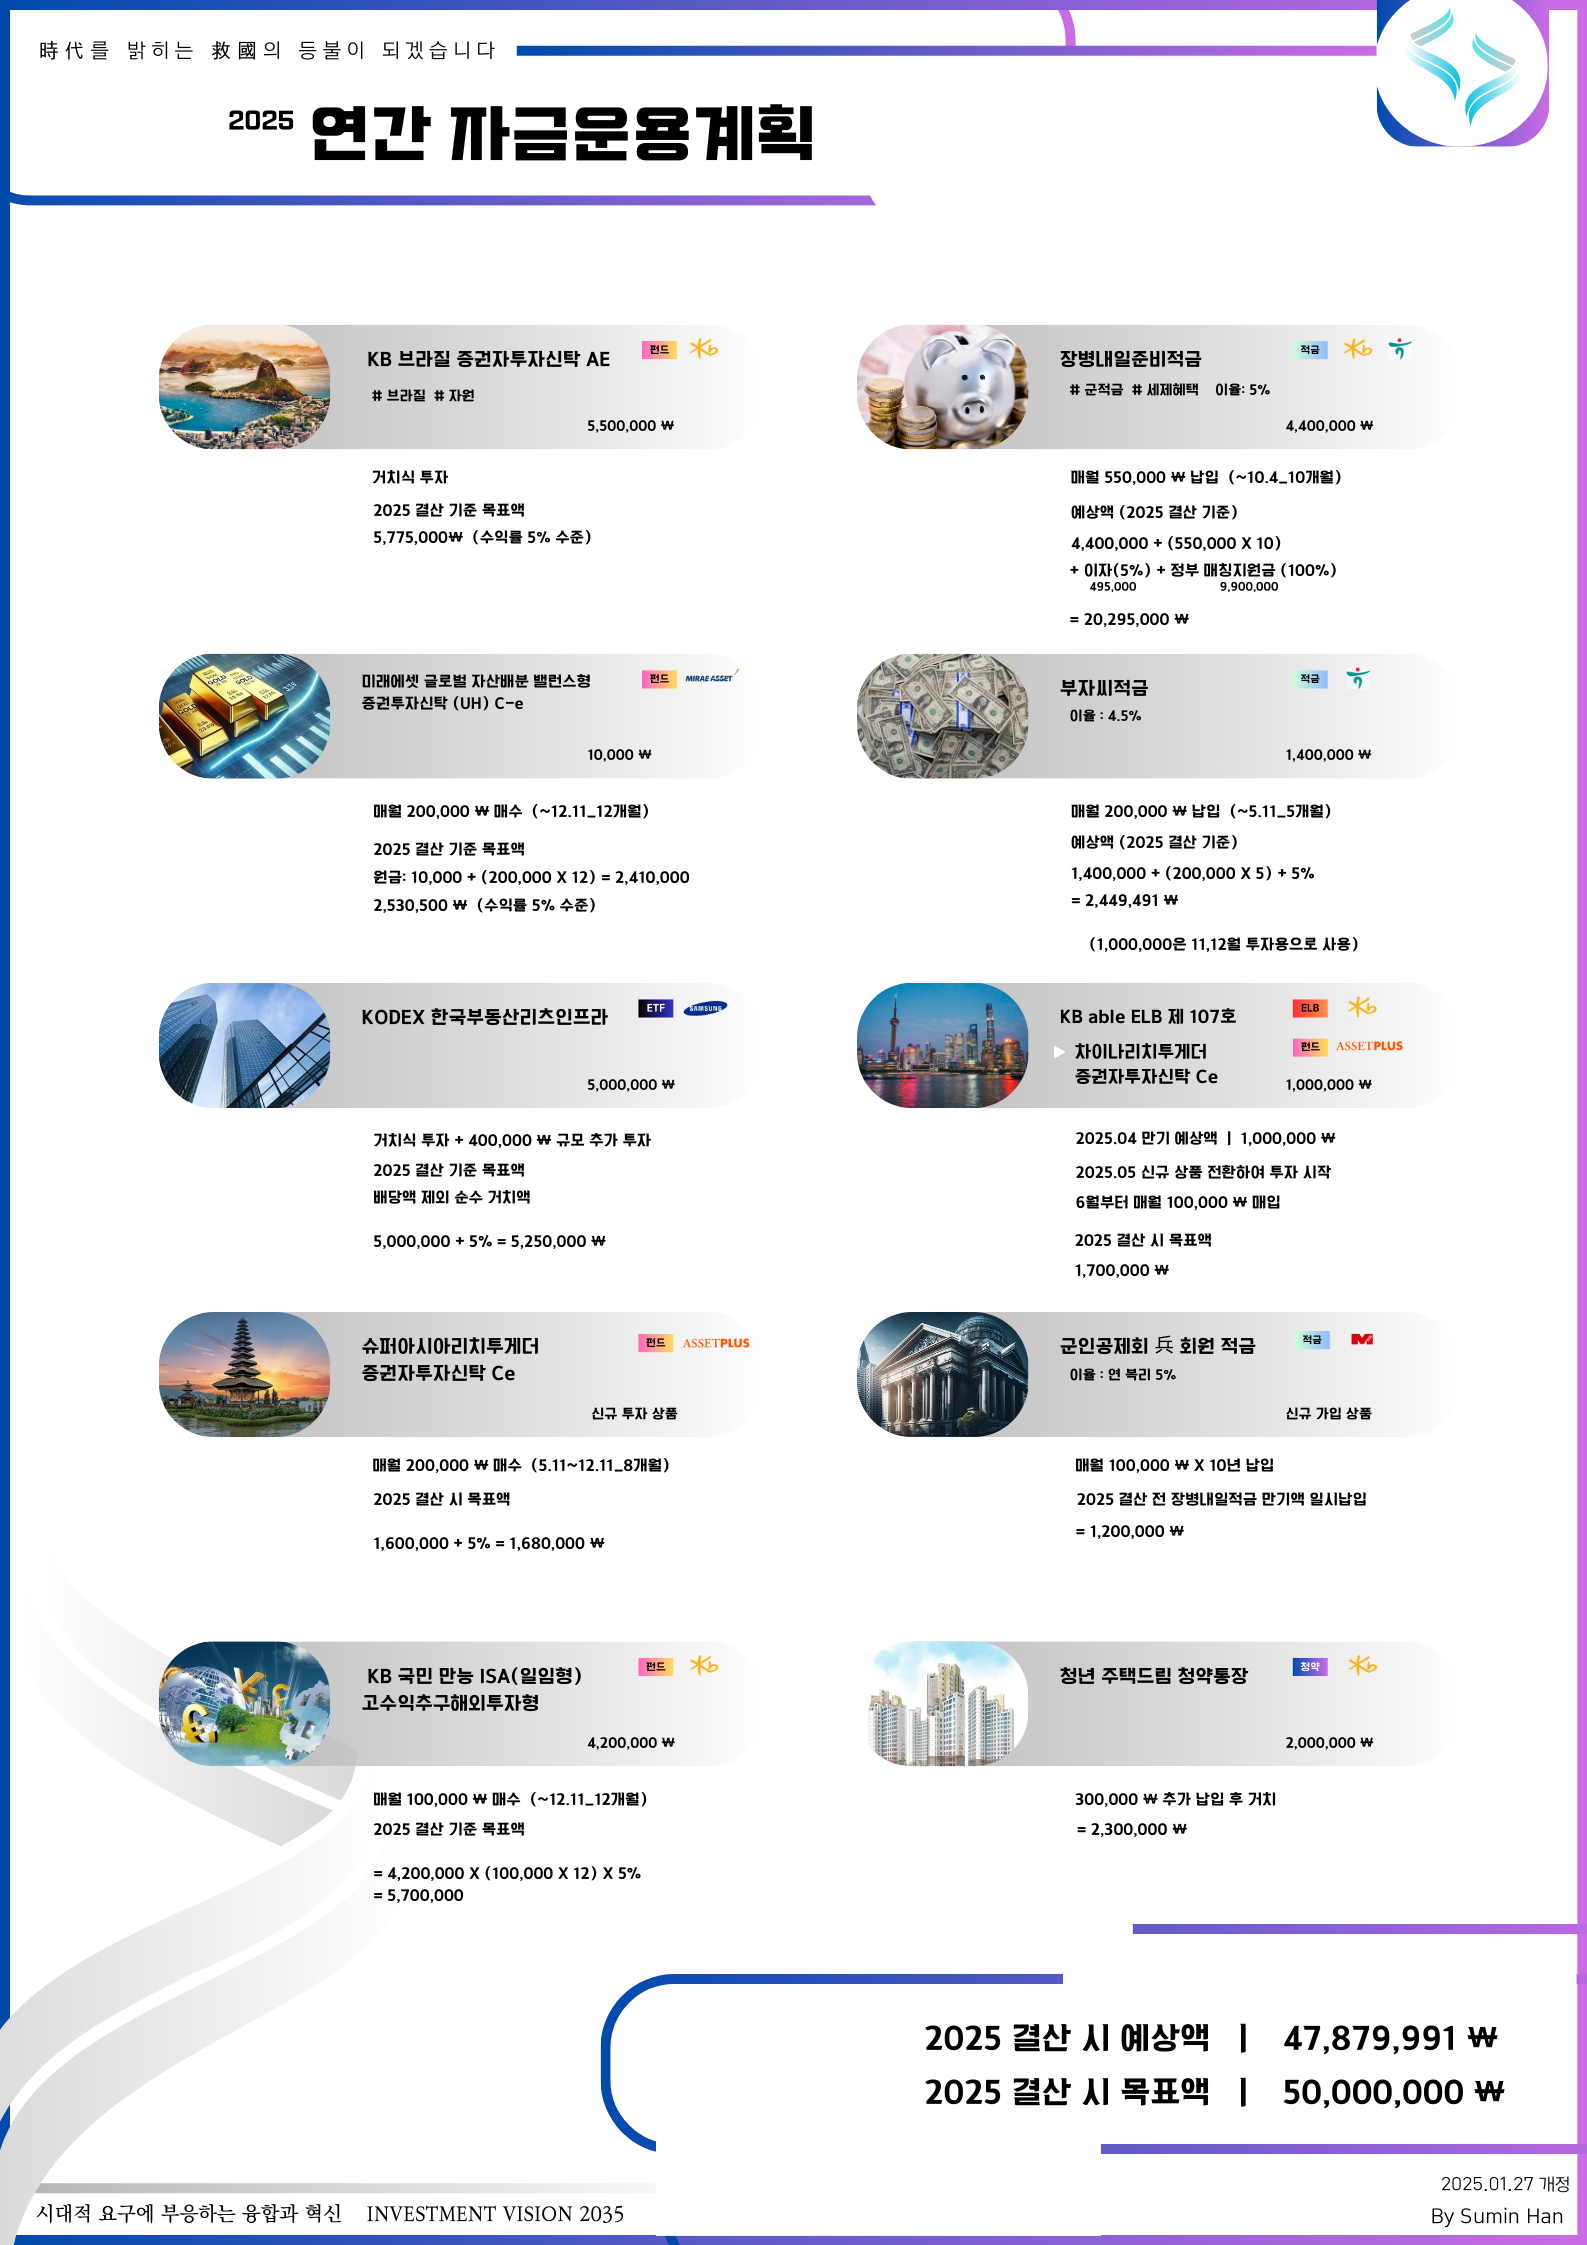 時代를 밝히는 救國의 등불이 되겠습니다
2025 연간 자금운용계획
KB 브라질 증권자투자신탁 AE
펀드
# 브라질 # 자원
5,500,000 ₩
거치식 투자
2025 결산 기준 목표액
5,775,000₩ (수익률 5% 수준)
장병내일준비적금
적금
# 군적금 # 세제혜택 이율: 5%
4,400,000 ₩
매월 550,000 ₩ 납입 (~10.4_10개월)
예상액 (2025 결산 기준)
4,400,000 + (550,000 X 10)
+ 이자(5%) + 정부 매칭지원금 (100%)
495,000 9,900,000
= 20,295,000 ₩
미래에셋 글로벌 자산배분 밸런스형
증권투자신탁 (UH) C-e
펀드 MIRAE ASSET
10,000 ₩
매월 200,000 ₩ 매수 (~12.11_12개월)
2025 결산 기준 목표액
원금: 10,000 + (200,000 X 12) = 2,410,000
2,530,500 ₩ (수익률 5% 수준)
부자씨적금
적금
이율 : 4.5%
1,400,000 ₩
매월 200,000 ₩ 납입 (~5.11_5개월)
예상액 (2025 결산 기준)
1,400,000 + (200,000 X 5) + 5%
= 2,449,491 ₩
(1,000,000은 11,12월 투자용으로 사용)
KODEX 한국부동산리츠인프라
ETF SAMSUNG
5,000,000 ₩
거치식 투자 + 400,000 ₩ 규모 추가 투자
2025 결산 기준 목표액
배당액 제외 순수 거치액
5,000,000 + 5% = 5,250,000 ₩
KB able ELB 제 107호
ELB
차이나리치투게더
증권자투자신탁 Ce
펀드 ASSETPLUS
1,000,000 ₩
2025.04 만기 예상액 | 1,000,000 ₩
2025.05 신규 상품 전환하여 투자 시작
6월부터 매월 100,000 ₩ 매입
2025 결산 시 목표액
1,700,000 ₩
슈퍼아시아리치투게더
증권자투자신탁 Ce
펀드 ASSETPLUS
신규 투자 상품
매월 200,000 ₩ 매수 (5.11~12.11_8개월)
2025 결산 시 목표액
1,600,000 + 5% = 1,680,000 ₩
군인공제회 兵 회원 적금
적금
이율 : 연 복리 5%
신규 가입 상품
매월 100,000 ₩ X 10년 납입
2025 결산 전 장병내일적금 만기액 일시납입
= 1,200,000 ₩
KB 국민 만능 ISA(일임형)
고수익추구해외투자형
펀드
4,200,000 ₩
매월 100,000 ₩ 매수 (~12.11_12개월)
2025 결산 기준 목표액
= 4,200,000 X (100,000 X 12) X 5%
= 5,700,000
청년 주택드림 청약통장
청약
2,000,000 ₩
300,000 ₩ 추가 납입 후 거치
= 2,300,000 ₩
2025 결산 시 예상액 | 47,879,991 ₩
2025 결산 시 목표액 | 50,000,000 ₩
2025.01.27 개정
By Sumin Han
시대적 요구에 부응하는 융합과 혁신 INVESTMENT VISION 2035